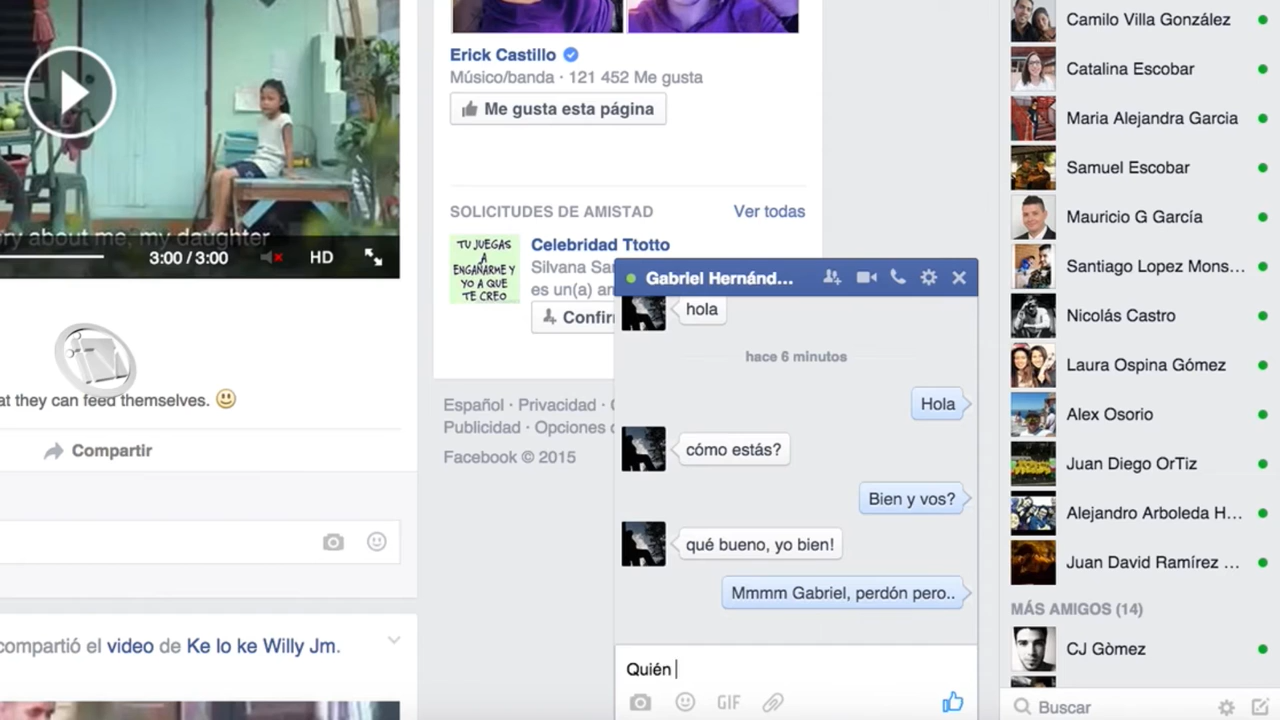 ory about me, my daughter
3:00 / 3:00
HD
at they can feed themselves.
Compartir
compartió el video de Ke lo ke Willy Jm.
Erick Castillo
Músico/banda · 121 452 Me gusta
Me gusta esta página
SOLICITUDES DE AMISTAD
Ver todas
TU JUEGAS
A
ENGAÑARME Y
YO A QUE
TE CREO
Celebridad Ttotto
Silvana Sa
es un(a) am
Confir
Español · Privacidad ·
Publicidad · Opciones
Facebook © 2015
Gabriel Hernánd...
hola
hace 6 minutos
Hola
cómo estás?
Bien y vos?
qué bueno, yo bien!
Mmmm Gabriel, perdón pero..
Quién
GIF
Camilo Villa González
Catalina Escobar
Maria Alejandra Garcia
Samuel Escobar
Mauricio G García
Santiago Lopez Mons...
Nicolás Castro
Laura Ospina Gómez
Alex Osorio
Juan Diego OrTiz
Alejandro Arboleda H...
Juan David Ramírez ...
MÁS AMIGOS (14)
CJ Gòmez
Buscar